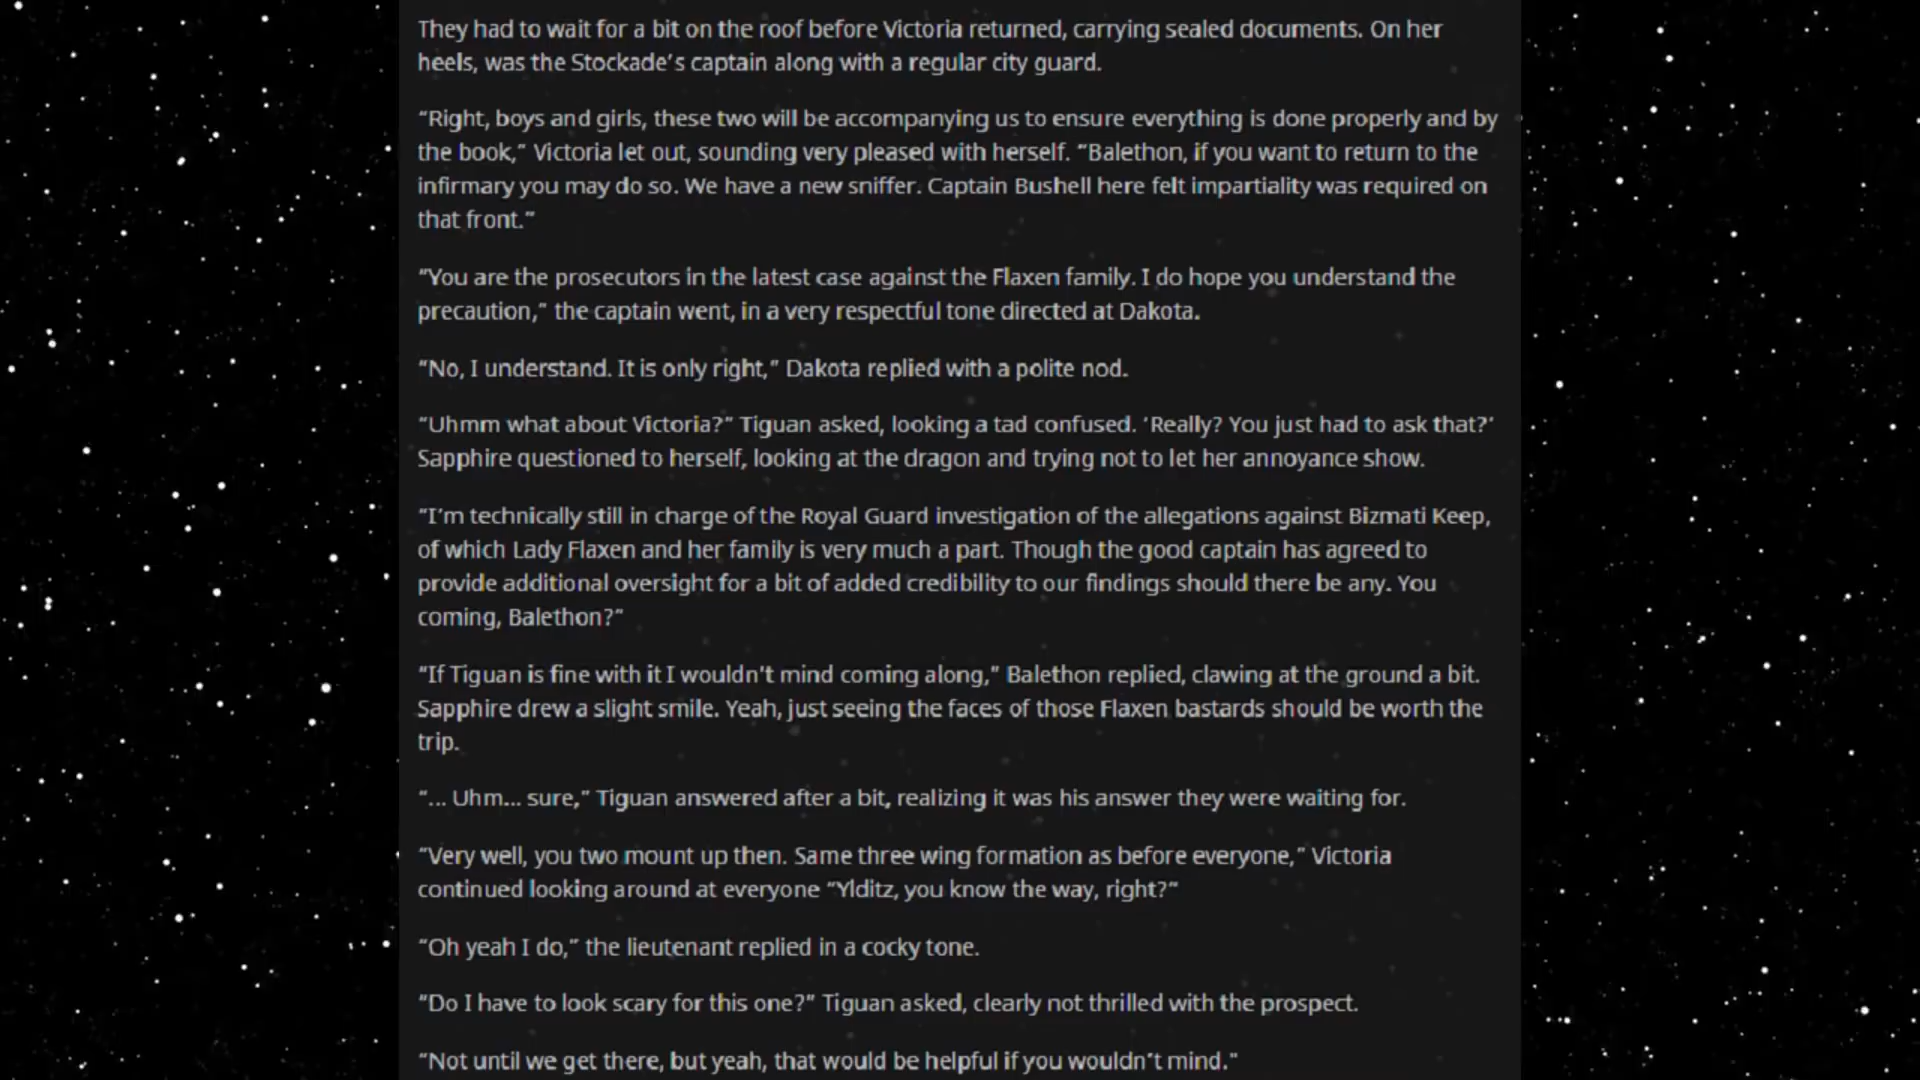 They had to wait for a bit on the roof before Victoria returned, carrying sealed documents. On her
heels, was the Stockade’s captain along with a regular city guard.
“Right, boys and girls, these two will be accompanying us to ensure everything is done properly and by
the book,” Victoria let out, sounding very pleased with herself. “Balethon, if you want to return to the
infirmary you may do so. We have a new sniffer. Captain Bushell here felt impartiality was required on
that front.”
“You are the prosecutors in the latest case against the Flaxen family. I do hope you understand the
precaution,” the captain went, in a very respectful tone directed at Dakota.
“No, I understand. It is only right,” Dakota replied with a polite nod.
“Uhmm what about Victoria?” Tiguan asked, looking a tad confused. ‘Really? You just had to ask that?’
Sapphire questioned to herself, looking at the dragon and trying not to let her annoyance show.
“I’m technically still in charge of the Royal Guard investigation of the allegations against Bizmati Keep,
of which Lady Flaxen and her family is very much a part. Though the good captain has agreed to
provide additional oversight for a bit of added credibility to our findings should there be any. You
coming, Balethon?”
“If Tiguan is fine with it I wouldn’t mind coming along,” Balethon replied, clawing at the ground a bit.
Sapphire drew a slight smile. Yeah, just seeing the faces of those Flaxen bastards should be worth the
trip.
“... Uhm... sure,” Tiguan answered after a bit, realizing it was his answer they were waiting for.
“Very well, you two mount up then. Same three wing formation as before everyone,” Victoria
continued looking around at everyone “Ylditz, you know the way, right?”
“Oh yeah I do,” the lieutenant replied in a cocky tone.
“Do I have to look scary for this one?” Tiguan asked, clearly not thrilled with the prospect.
“Not until we get there, but yeah, that would be helpful if you wouldn’t mind.”